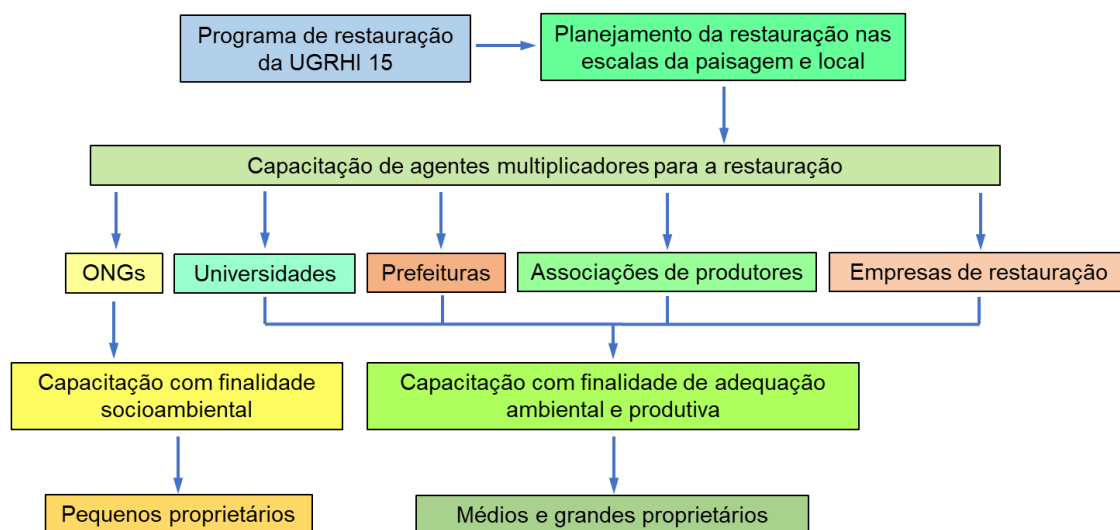 Programa de restauração
da UGRHI 15
Planejamento da restauração nas
escalas da paisagem e local
Capacitação de agentes multiplicadores para a restauração
ONGs
Universidades
Prefeituras
Associações de produtores
Empresas de restauração
Capacitação com finalidade
socioambiental
Capacitação com finalidade de adequação
ambiental e produtiva
Pequenos proprietários
Médios e grandes proprietários